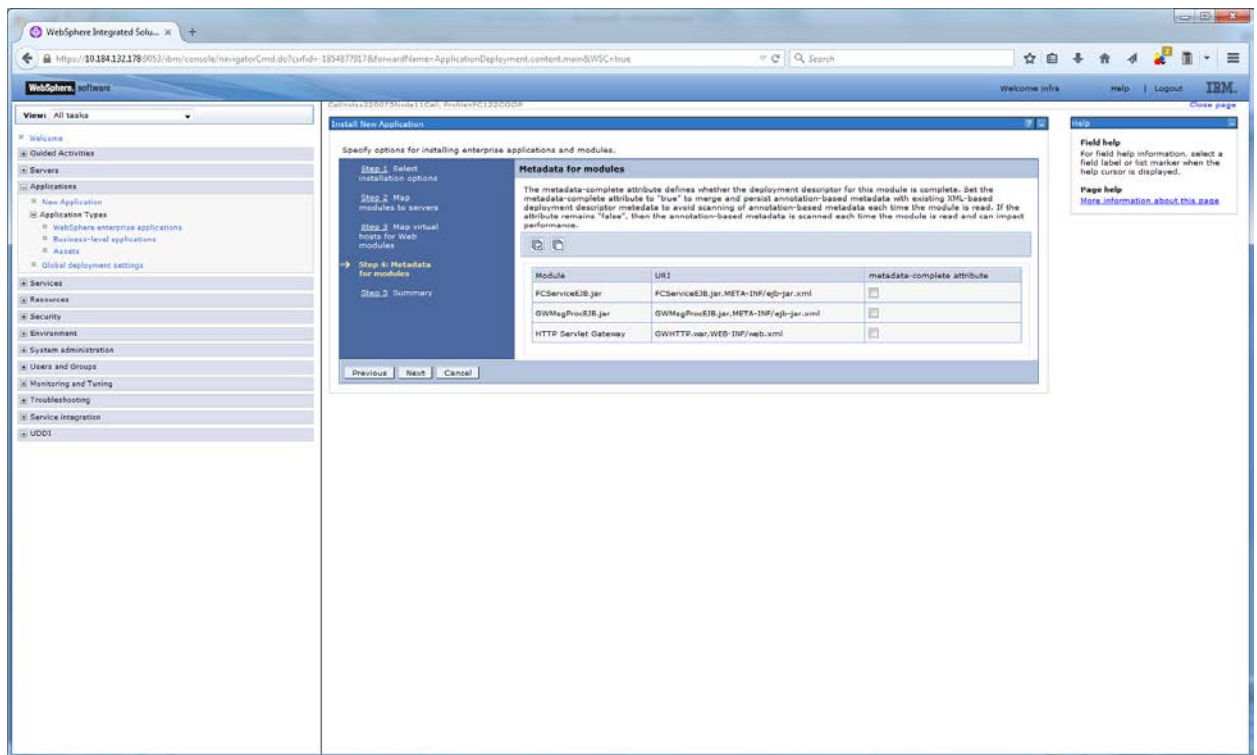 WebSphere Integrated Solu...
https://10.184.132.178:9053/ibm/console/navigatorCmd.do?csrfid=-1854877917&forwardName=ApplicationDeployment.content.main&WSC=true
Search
WebSphere. software
Welcome infra
Help | Logout
IBM.
View: All tasks
Welcome
Guided Activities
Servers
Applications
New Application
Application Types
WebSphere enterprise applications
Business-level applications
Assets
Global deployment settings
Services
Resources
Security
Environment
System administration
Users and Groups
Monitoring and Tuning
Troubleshooting
Service integration
UDDI
Close page
Install New Application
Specify options for installing enterprise applications and modules.
Step 1 Select
installation options
Step 2 Map
modules to servers
Step 3 Map virtual
hosts for Web
modules
Step 4: Metadata
for modules
Step 5 Summary
Metadata for modules
The metadata-complete attribute defines whether the deployment descriptor for this module is complete. Set the
metadata-complete attribute to "true" to merge and persist annotation-based metadata with existing XML-based
deployment descriptor metadata to avoid scanning of annotation-based metadata each time the module is read. If the
attribute remains "false", then the annotation-based metadata is scanned each time the module is read and can impact
performance.
Module URI metadata-complete attribute
FCServiceEJB.jar FCServiceEJB.jar,META-INF/ejb-jar.xml
GWMsgProcEJB.jar GWMsgProcEJB.jar,META-INF/ejb-jar.xml
HTTP Servlet Gateway GWHTTP.war,WEB-INF/web.xml
Previous Next Cancel
Help
Field help
For field help information, select a
field label or list marker when the
help cursor is displayed.
Page help
More information about this page